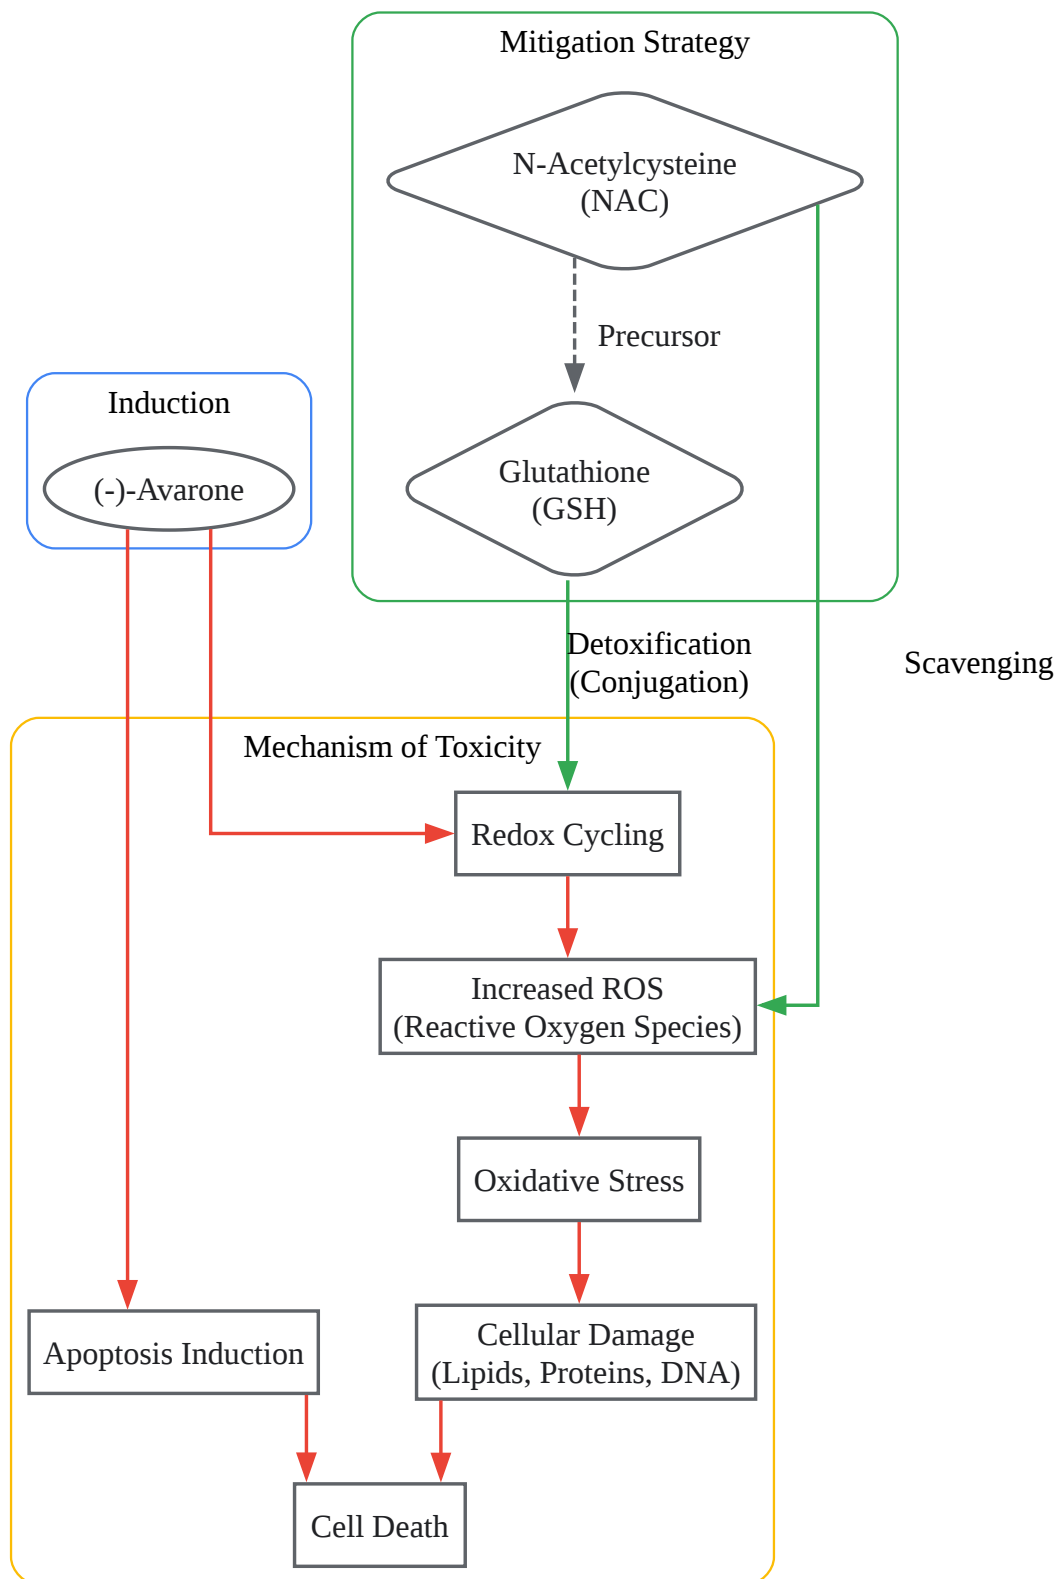 Mitigation Strategy
N-Acetylcysteine
(NAC)
Precursor
Induction
(-)-Avarone
Glutathione
(GSH)
Detoxification
(Conjugation)
Scavenging
Mechanism of Toxicity
Redox Cycling
Increased ROS
(Reactive Oxygen Species)
Oxidative Stress
Apoptosis Induction
Cellular Damage
(Lipids, Proteins, DNA)
Cell Death